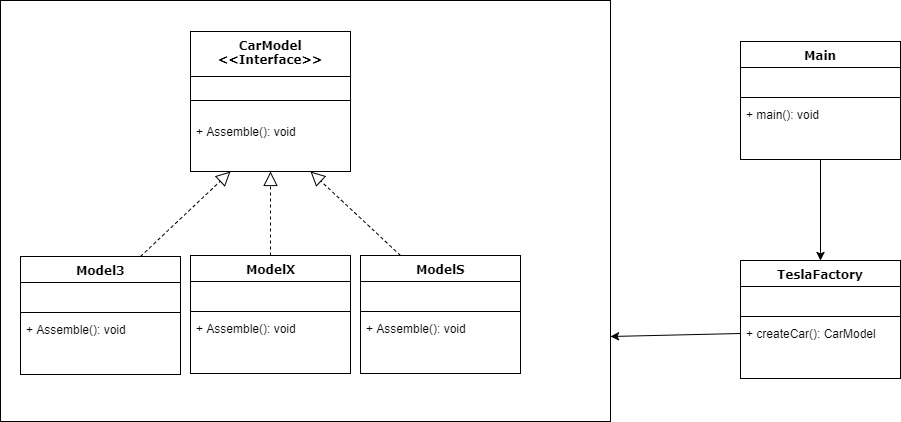 CarModel
<<Interface>>
+ Assemble(): void
Model3
+ Assemble(): void
ModelX
+ Assemble(): void
ModelS
+ Assemble(): void
Main
+ main(): void
TeslaFactory
+ createCar(): CarModel